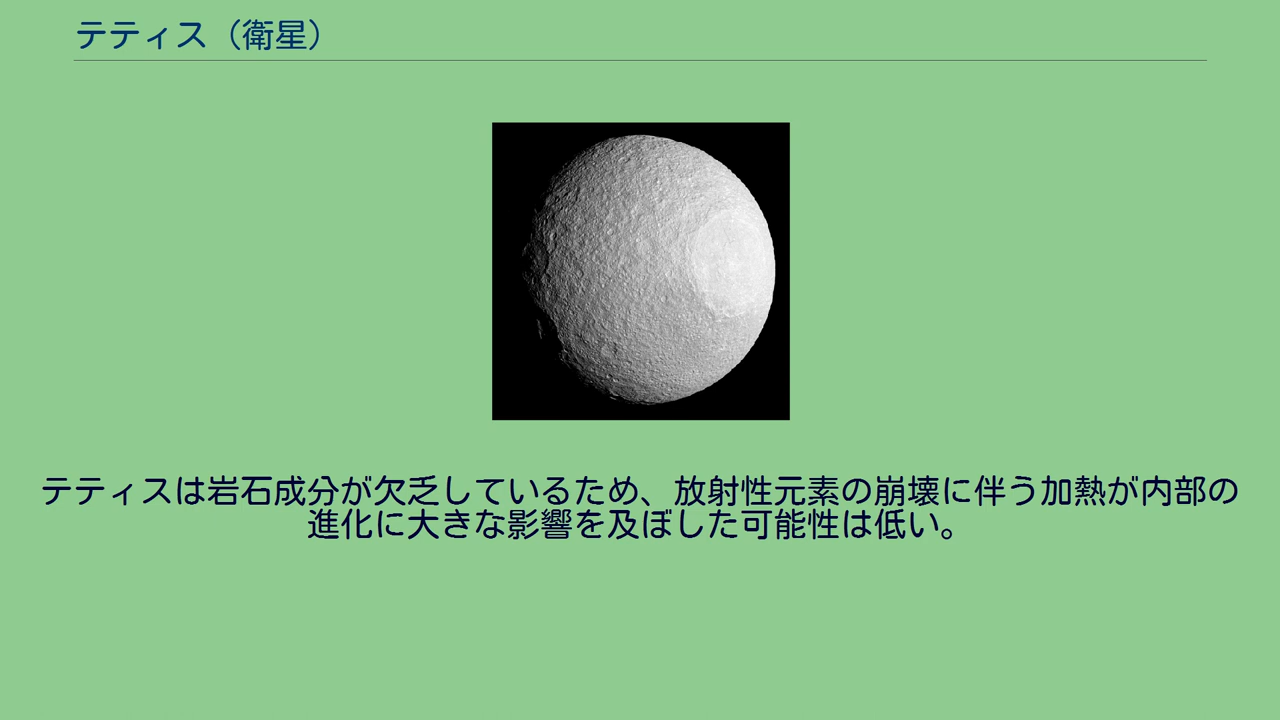 テティス（衛星）
テティスは岩石成分が欠乏しているため、放射性元素の崩壊に伴う加熱が内部の
進化に大きな影響を及ぼした可能性は低い。